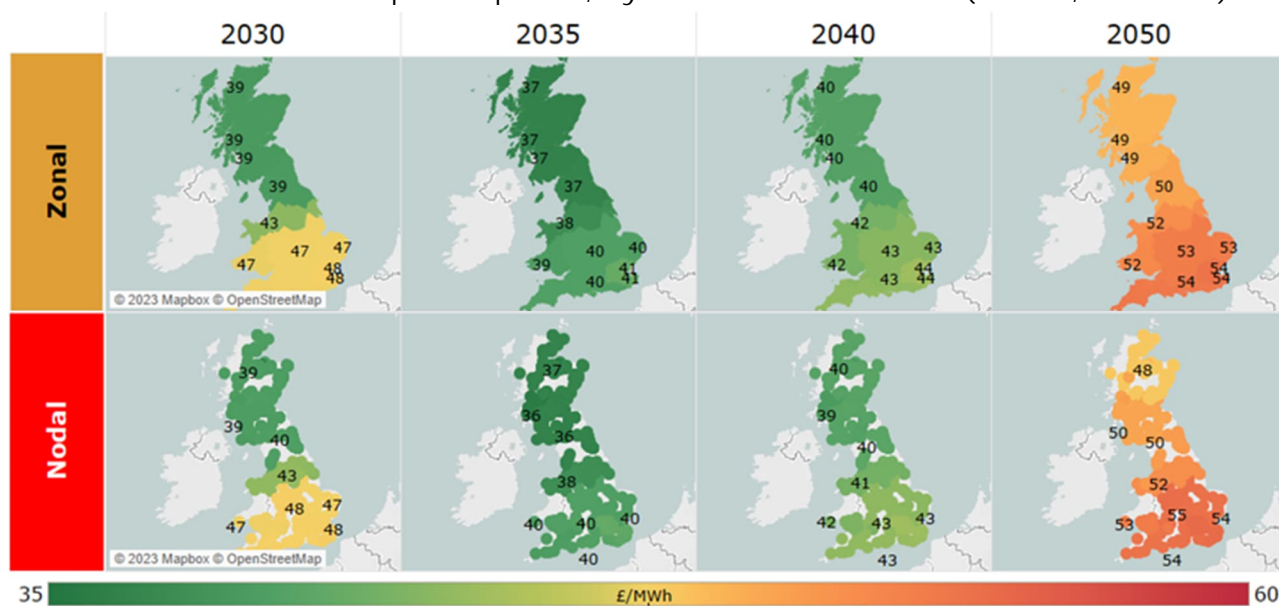 2030 2035 2040 2050
Zonal
39 37 40 49
39 37 40 49
39 37 40 49
39 37 40 50
43 38 42 52
47 47 47 40 40 39 43 43 42 53 53 52
48 41 44 54
48 40 41 43 44 54 54
© 2023 Mapbox © OpenStreetMap
Nodal
39 37 40 48
39 36 39 50
40 36 40 50
43 38 41 52
48 47 47 48
40 40 40 40
42 43 43 43
53 55 54 54
© 2023 Mapbox © OpenStreetMap
35 £/MWh 60